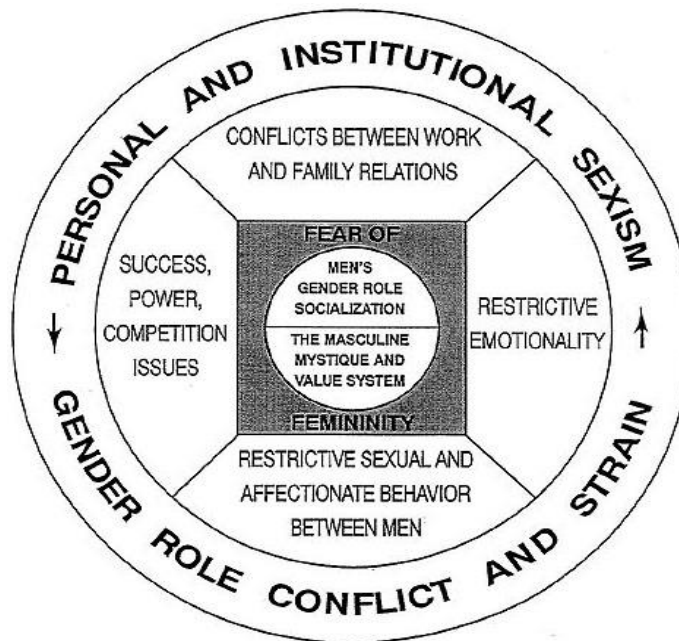 PERSONAL AND INSTITUTIONAL SEXISM
CONFLICTS BETWEEN WORK
AND FAMILY RELATIONS
SUCCESS,
POWER,
COMPETITION
ISSUES
FEAR OF
MEN'S
GENDER ROLE
SOCIALIZATION
THE MASCULINE
MYSTIQUE AND
VALUE SYSTEM
FEMININITY
RESTRICTIVE
EMOTIONALITY
RESTRICTIVE SEXUAL AND
AFFECTIONATE BEHAVIOR
BETWEEN MEN
GENDER ROLE CONFLICT AND STRAIN